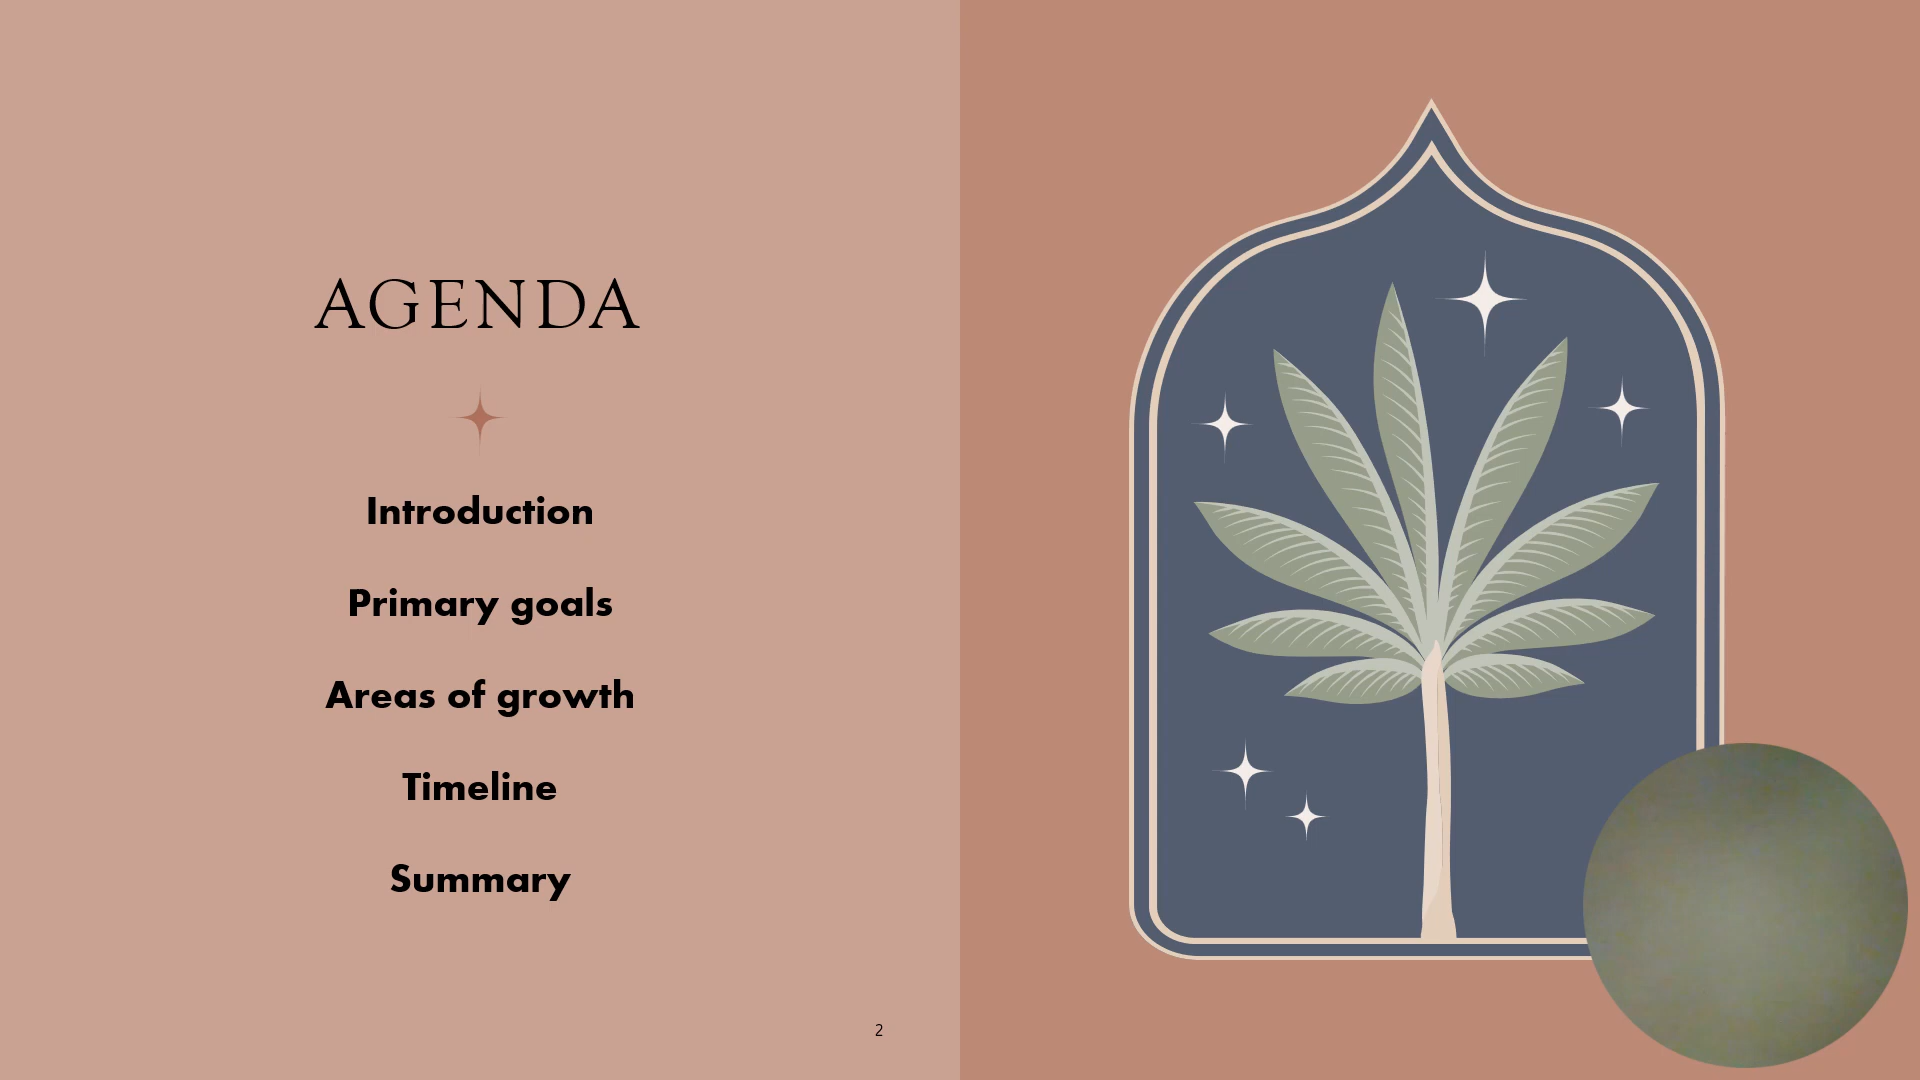 AGENDA
Introduction
Primary goals
Areas of growth
Timeline
Summary
2